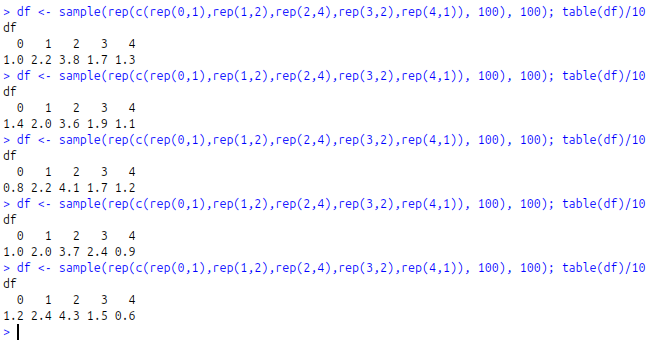 > df <- sample(rep(c(rep(0,1),rep(1,2),rep(2,4),rep(3,2),rep(4,1)), 100), 100); table(df)/10
df
  0   1   2   3   4
1.0 2.2 3.8 1.7 1.3
> df <- sample(rep(c(rep(0,1),rep(1,2),rep(2,4),rep(3,2),rep(4,1)), 100), 100); table(df)/10
df
  0   1   2   3   4
1.4 2.0 3.6 1.9 1.1
> df <- sample(rep(c(rep(0,1),rep(1,2),rep(2,4),rep(3,2),rep(4,1)), 100), 100); table(df)/10
df
  0   1   2   3   4
0.8 2.2 4.1 1.7 1.2
> df <- sample(rep(c(rep(0,1),rep(1,2),rep(2,4),rep(3,2),rep(4,1)), 100), 100); table(df)/10
df
  0   1   2   3   4
1.0 2.0 3.7 2.4 0.9
> df <- sample(rep(c(rep(0,1),rep(1,2),rep(2,4),rep(3,2),rep(4,1)), 100), 100); table(df)/10
df
  0   1   2   3   4
1.2 2.4 4.3 1.5 0.6
>